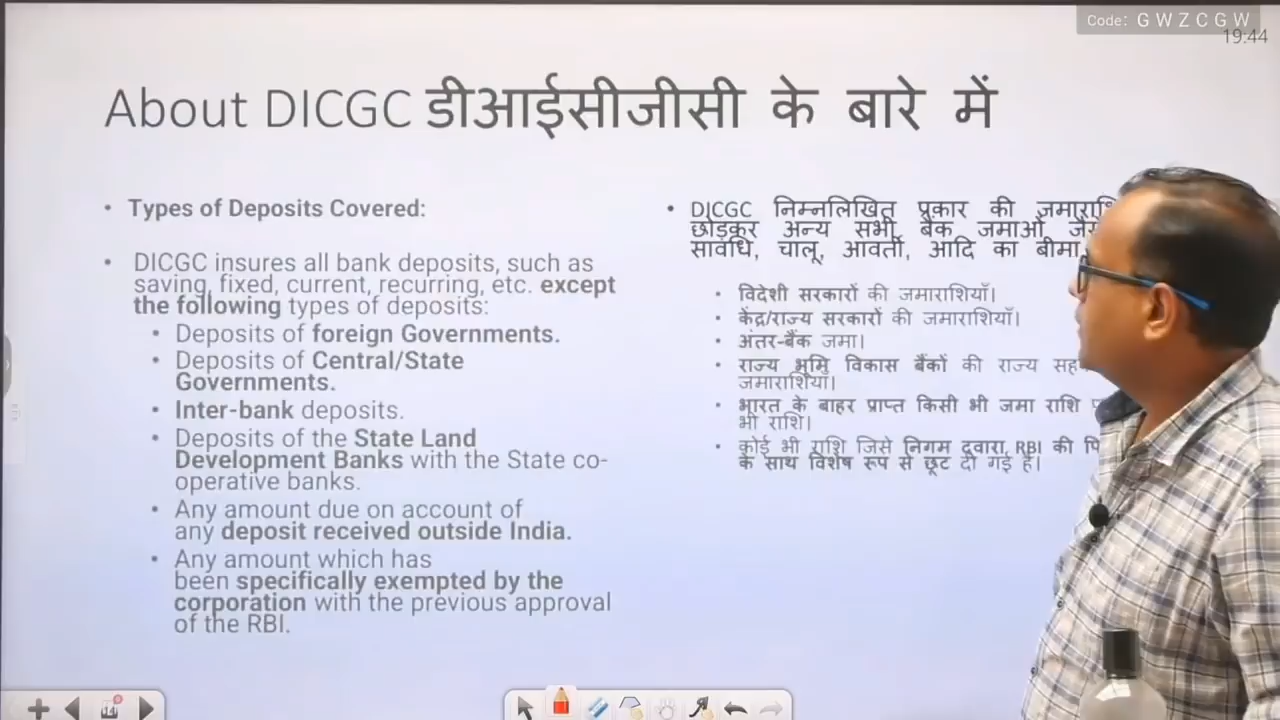 Code: G W Z C G W
19:44
About DICGC डीआईसीजीसी के बारे में
• Types of Deposits Covered:
• DICGC insures all bank deposits, such as
saving, fixed, current, recurring, etc. except
the following types of deposits:
• Deposits of foreign Governments.
• Deposits of Central/State
Governments.
• Inter-bank deposits.
• Deposits of the State Land
Development Banks with the State co-
operative banks.
• Any amount due on account of
any deposit received outside India.
• Any amount which has
been specifically exempted by the
corporation with the previous approval
of the RBI.
• DICGC निम्नलिखित प्रकार की
छोड़कर अन्य सभी बैंक जमाओं
सावधि, चालू, आवर्ती, आदि का बीमा
• विदेशी सरकारों की जमाराशियाँ।
• केंद्र/राज्य सरकारों की जमाराशियाँ।
• अंतर-बैंक जमा।
• राज्य भूमि विकास बैंकों की राज्य
जमाराशियाँ।
• भारत के बाहर प्राप्त किसी भी जमा राशि
भी राशि।
• कोई भी राशि जिसे निगम द्वारा, RBI की
के साथ विशेष रूप से छूट दी गई है।
14